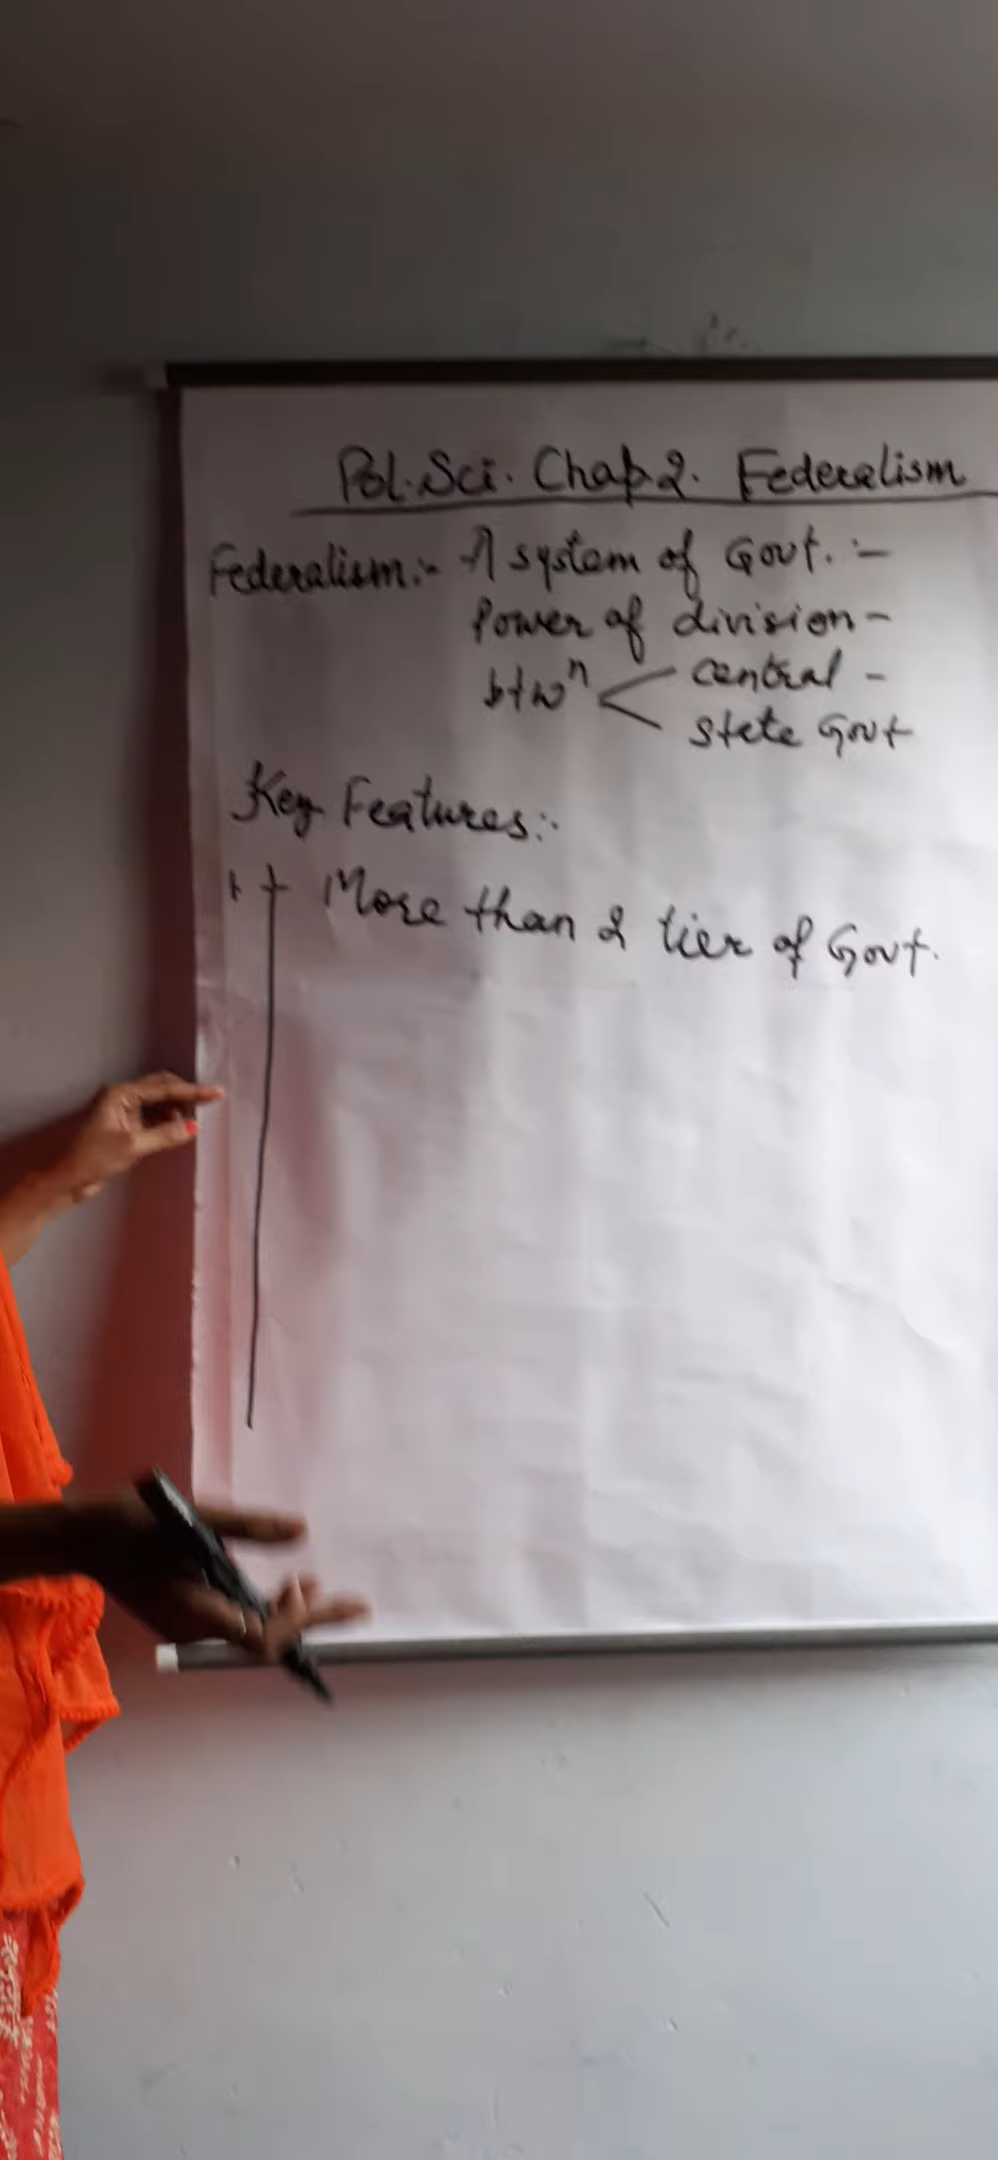 Pol. Sci. Chap 2. Federalism
Federalism:- A system of Govt. :-
Power of division -
btwⁿ < central -
state Govt
Key Features:-
1 More than 2 tier of Govt.